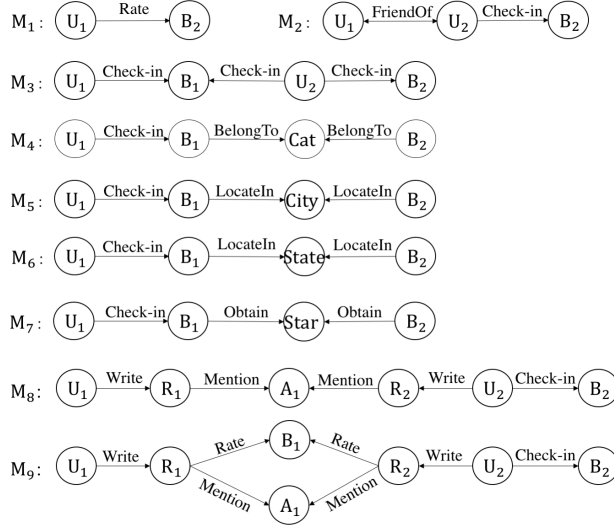 M₁: U₁ Rate B₂ M₂: U₁ FriendOf U₂ Check-in B₂
M₃: U₁ Check-in B₁ Check-in U₂ Check-in B₂
M₄: U₁ Check-in B₁ BelongTo Cat BelongTo B₂
M₅: U₁ Check-in B₁ LocateIn City LocateIn B₂
M₆: U₁ Check-in B₁ LocateIn State LocateIn B₂
M₇: U₁ Check-in B₁ Obtain Star Obtain B₂
M₈: U₁ Write R₁ Mention A₁ Mention R₂ Write U₂ Check-in B₂
Rate B₁ Rate
M₉: U₁ Write R₁ R₂ Write U₂ Check-in B₂
Mention A₁ Mention